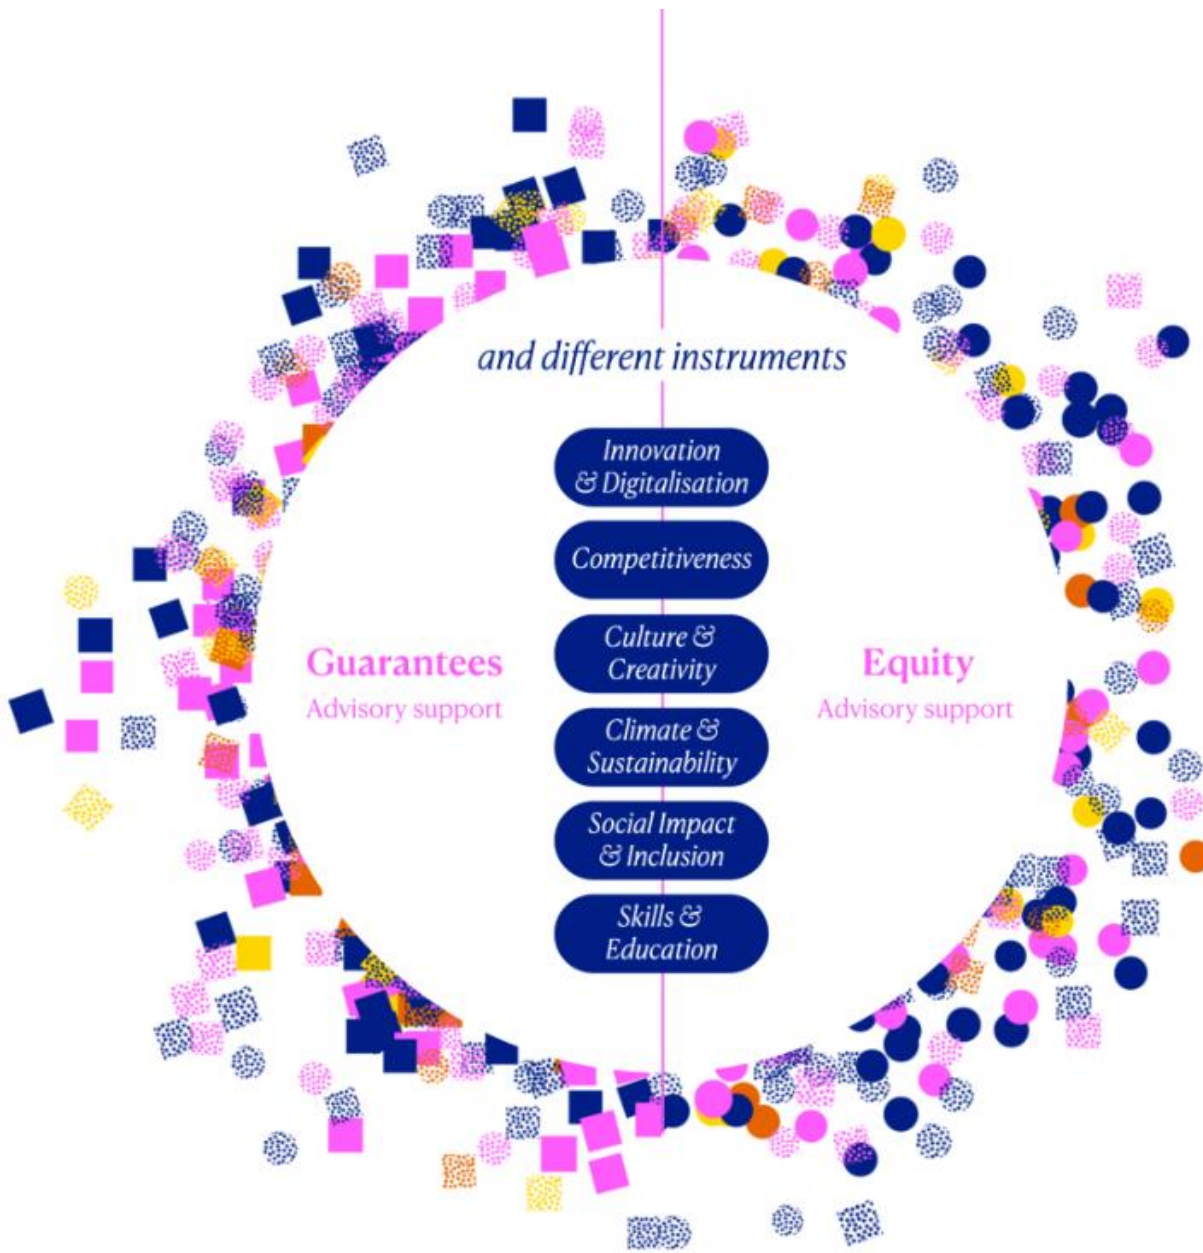 and different instruments
Innovation
& Digitalisation
Competitiveness
Culture &
Creativity
Guarantees
Advisory support
Equity
Advisory support
Climate &
Sustainability
Social Impact
& Inclusion
Skills &
Education